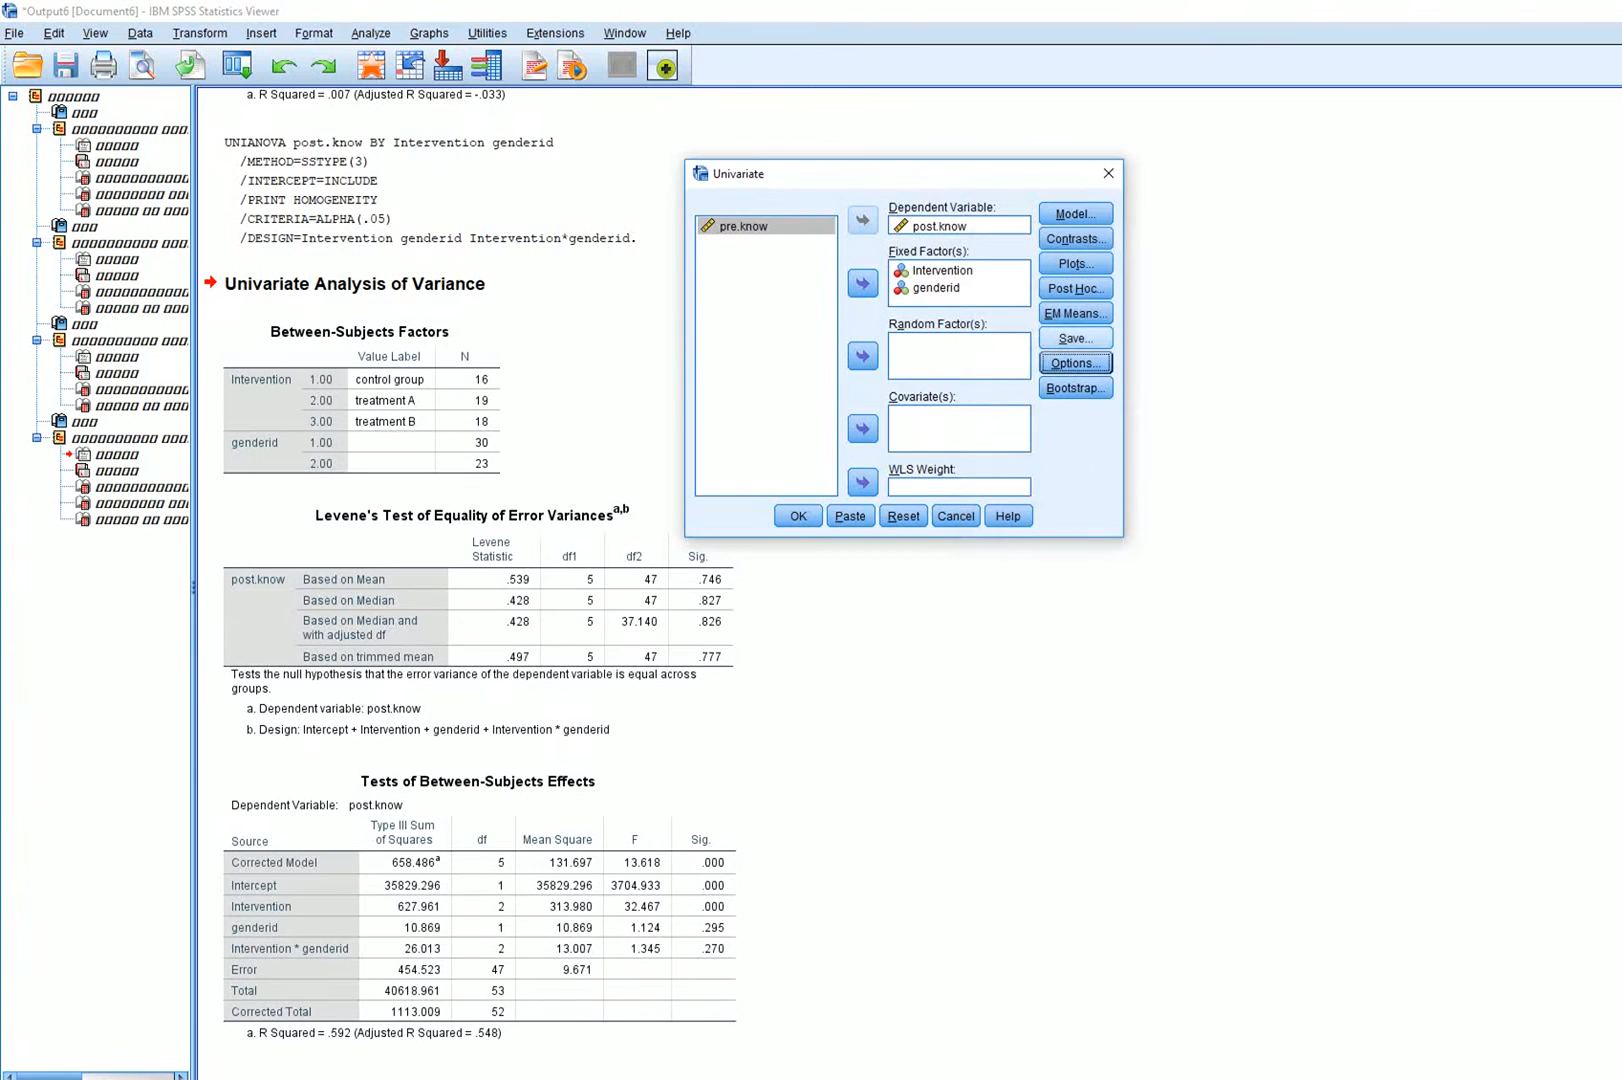 *Output6 [Document6] - IBM SPSS Statistics Viewer
File Edit View Data Transform Insert Format Analyze Graphs Utilities Extensions Window Help
a. R Squared = .007 (Adjusted R Squared = -.033)
UNIANOVA post.know BY Intervention genderid
/METHOD=SSTYPE(3)
/INTERCEPT=INCLUDE
/PRINT HOMOGENEITY
/CRITERIA=ALPHA(.05)
/DESIGN=Intervention genderid Intervention*genderid.
Univariate Analysis of Variance
Between-Subjects Factors
Value Label N
Intervention 1.00 control group 16
2.00 treatment A 19
3.00 treatment B 18
genderid 1.00 30
2.00 23
Levene's Test of Equality of Error Variancesa,b
Levene
Statistic df1 df2 Sig.
post.know Based on Mean .539 5 47 .746
Based on Median .428 5 47 .827
Based on Median and
with adjusted df .428 5 37.140 .826
Based on trimmed mean .497 5 47 .777
Tests the null hypothesis that the error variance of the dependent variable is equal across
groups.
a. Dependent variable: post.know
b. Design: Intercept + Intervention + genderid + Intervention * genderid
Tests of Between-Subjects Effects
Dependent Variable: post.know
Type III Sum
Source of Squares df Mean Square F Sig.
Corrected Model 658.486a 5 131.697 13.618 .000
Intercept 35829.296 1 35829.296 3704.933 .000
Intervention 627.961 2 313.980 32.467 .000
genderid 10.869 1 10.869 1.124 .295
Intervention * genderid 26.013 2 13.007 1.345 .270
Error 454.523 47 9.671
Total 40618.961 53
Corrected Total 1113.009 52
a. R Squared = .592 (Adjusted R Squared = .548)
Univariate
pre.know
Dependent Variable:
post.know
Fixed Factor(s):
Intervention
genderid
Random Factor(s):
Covariate(s):
WLS Weight:
Model...
Contrasts...
Plots...
Post Hoc...
EM Means...
Save...
Options...
Bootstrap...
OK Paste Reset Cancel Help